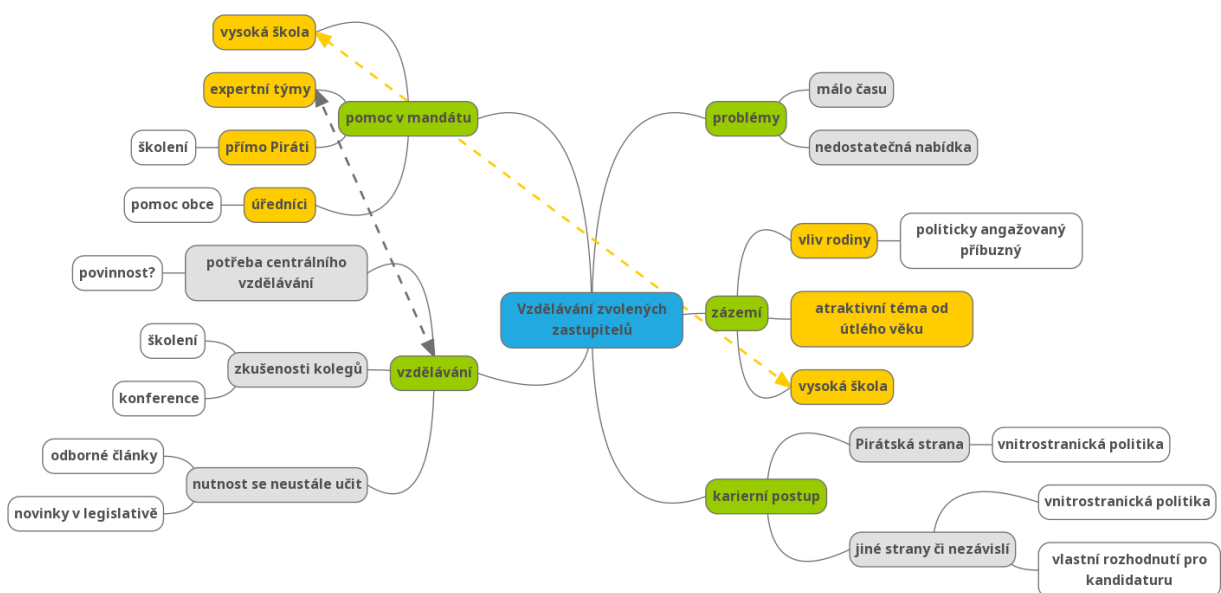 vysoká škola
expertní týmy
pomoc v mandátu
školení
přímo Piráti
pomoc obce
úředníci
povinnost?
potřeba centrálního
vzdělávání
školení
zkušenosti kolegů
konference
vzdělávání
odborné články
nutnost se neustále učit
novinky v legislativě
Vzdělávání zvolených
zastupitelů
problémy
málo času
nedostatečná nabídka
vliv rodiny
politicky angažovaný
příbuzný
zázemí
atraktivní téma od
útlého věku
vysoká škola
Pirátská strana
vnitrostranická politika
karierní postup
vnitrostranická politika
jiné strany či nezávislí
vlastní rozhodnutí pro
kandidaturu